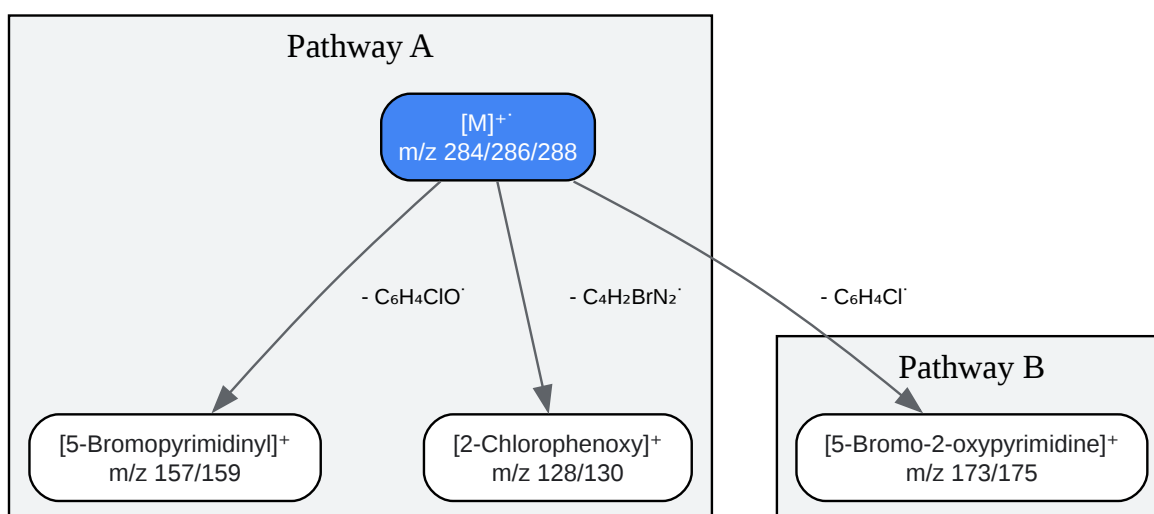 Pathway A
[M]⁺˙
m/z 284/286/288
- C₆H₄ClO˙
- C₄H₂BrN₂˙
- C₆H₄Cl˙
Pathway B
[5-Bromopyrimidinyl]⁺
m/z 157/159
[2-Chlorophenoxy]⁺
m/z 128/130
[5-Bromo-2-oxypyrimidine]⁺
m/z 173/175